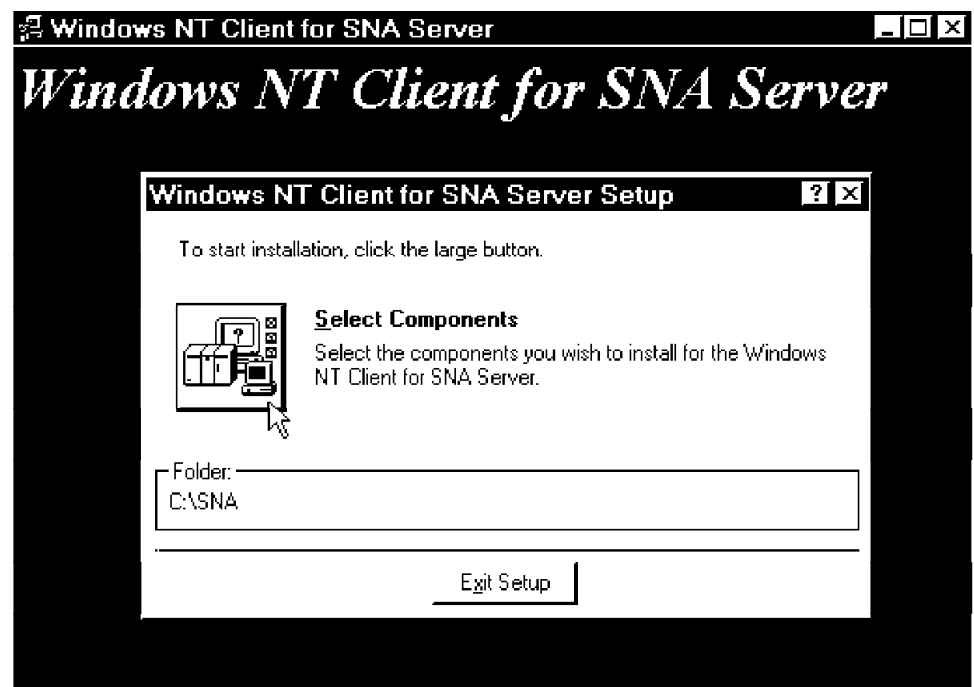 Windows NT Client for SNA Server
Windows NT Client for SNA Server
Windows NT Client for SNA Server Setup
To start installation, click the large button.
Select Components
Select the components you wish to install for the Windows
NT Client for SNA Server.
Folder:
C:\SNA
Exit Setup